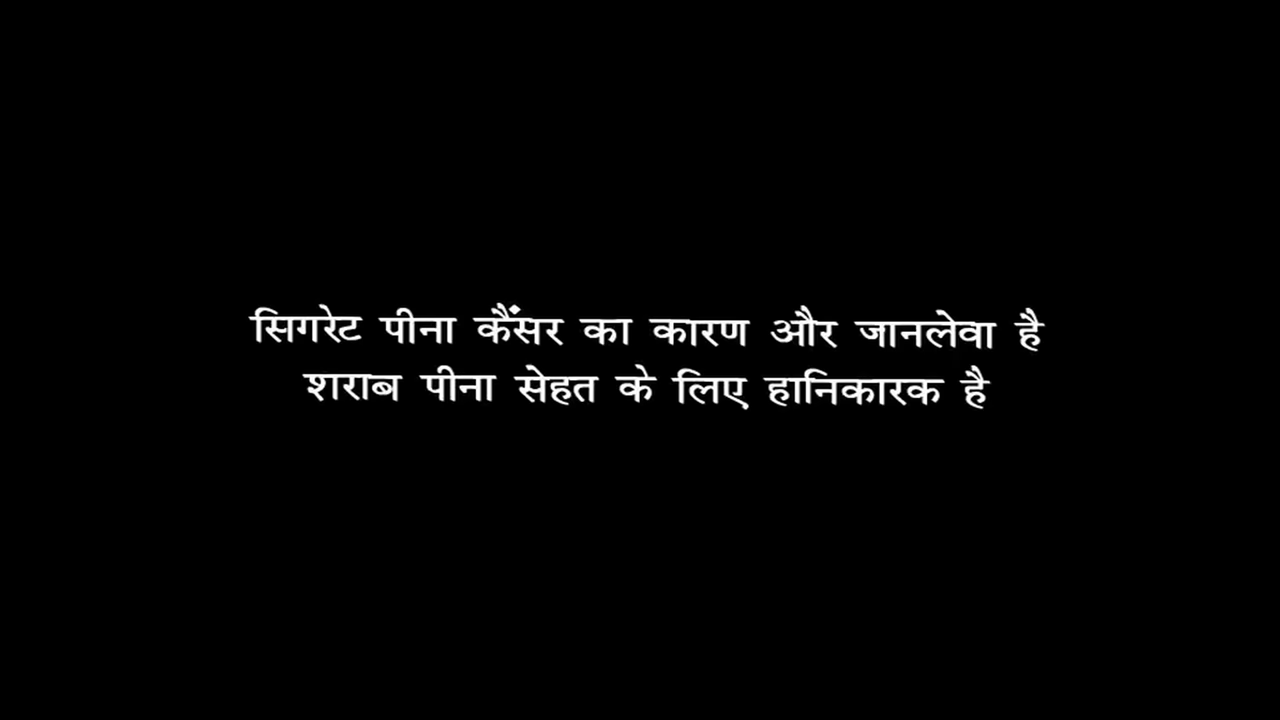 सिगरेट पीना कैंसर का कारण और जानलेवा है
शराब पीना सेहत के लिए हानिकारक है